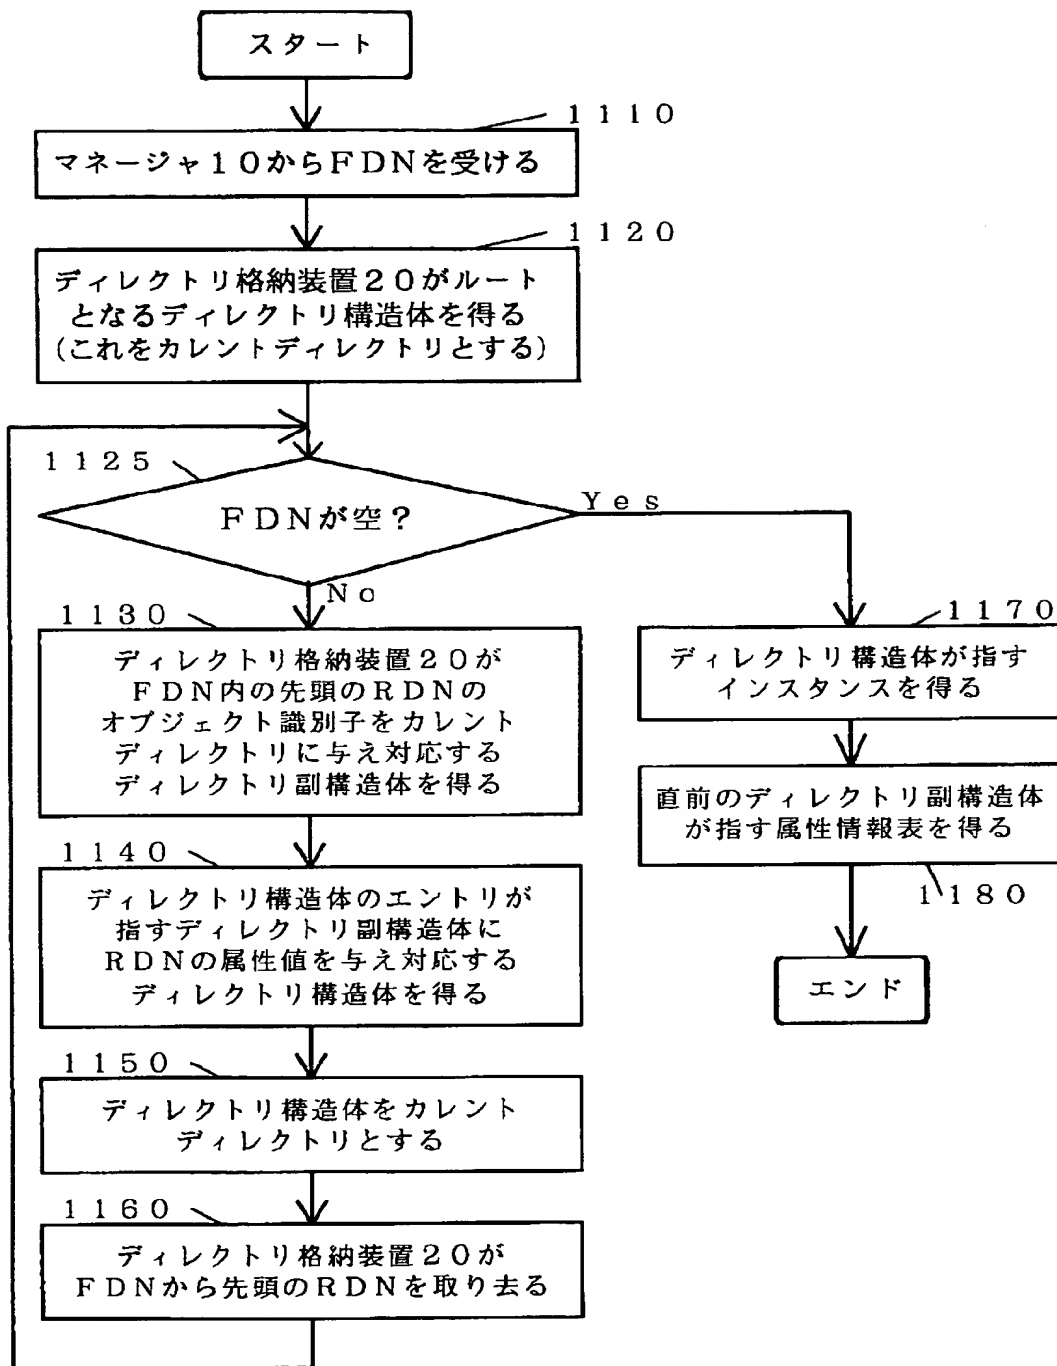 スタート
1110
マネージャ10からFDNを受ける
1120
ディレクトリ格納装置20がルート
となるディレクトリ構造体を得る
(これをカレントディレクトリとする)
1125
FDNが空?
Yes
No
1130
ディレクトリ格納装置20が
FDN内の先頭のRDNの
オブジェクト識別子をカレント
ディレクトリに与え対応する
ディレクトリ副構造体を得る
1140
ディレクトリ構造体のエントリが
指すディレクトリ副構造体に
RDNの属性値を与え対応する
ディレクトリ構造体を得る
1150
ディレクトリ構造体をカレント
ディレクトリとする
1160
ディレクトリ格納装置20が
FDNから先頭のRDNを取り去る
1170
ディレクトリ構造体が指す
インスタンスを得る
直前のディレクトリ副構造体
が指す属性情報表を得る
1180
エンド